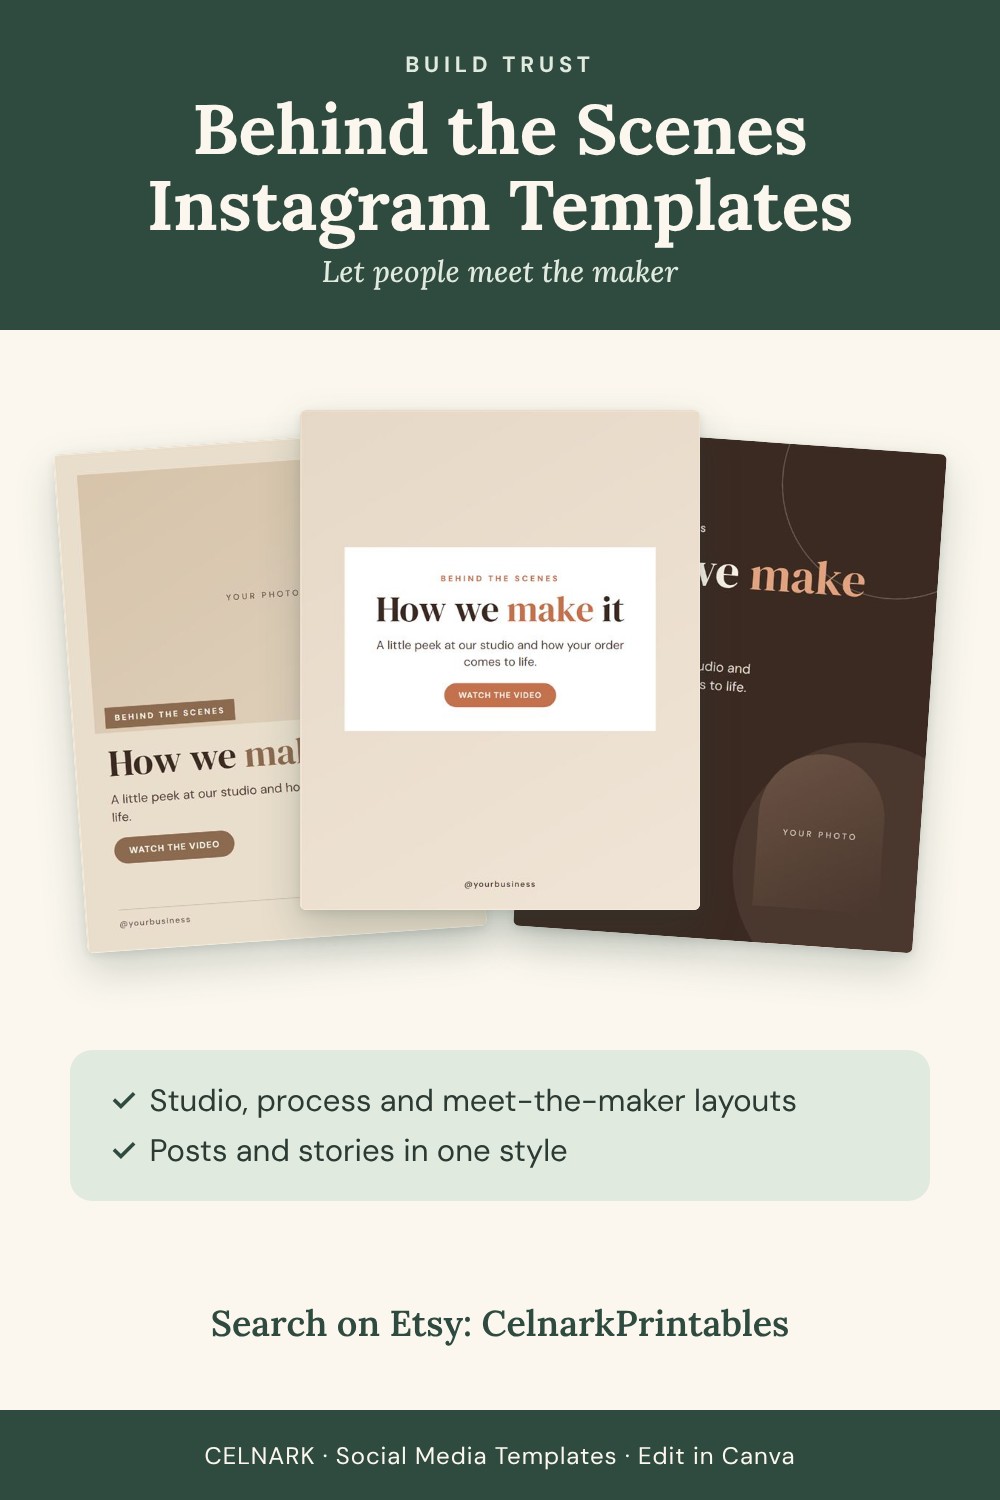 BUILD TRUST
Behind the Scenes
Instagram Templates
Let people meet the maker
YOUR PHOTO
BEHIND THE SCENES
How we
A little peek at our studio and
life.
WATCH THE VIDEO
@yourbusiness
BEHIND THE SCENES
How we make it
A little peek at our studio and how your order
comes to life.
WATCH THE VIDEO
@yourbusiness
make
and
to life.
YOUR PHOTO
✓ Studio, process and meet-the-maker layouts
✓ Posts and stories in one style
Search on Etsy: CelnarkPrintables
CELNARK · Social Media Templates · Edit in Canva